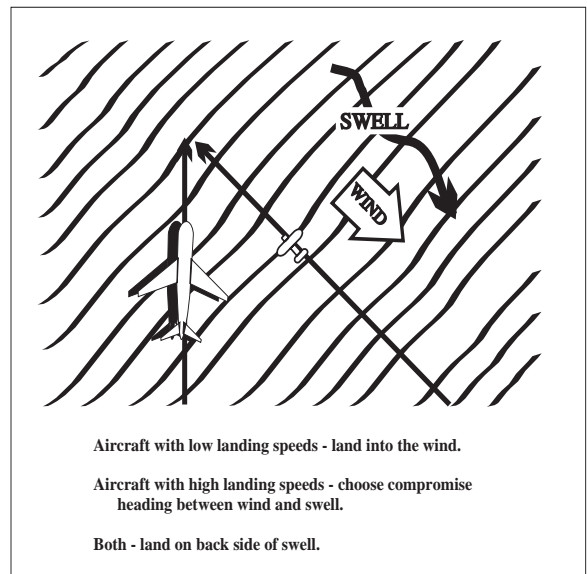 SWELL
WIND
Aircraft with low landing speeds - land into the wind.
Aircraft with high landing speeds - choose compromise
heading between wind and swell.
Both - land on back side of swell.